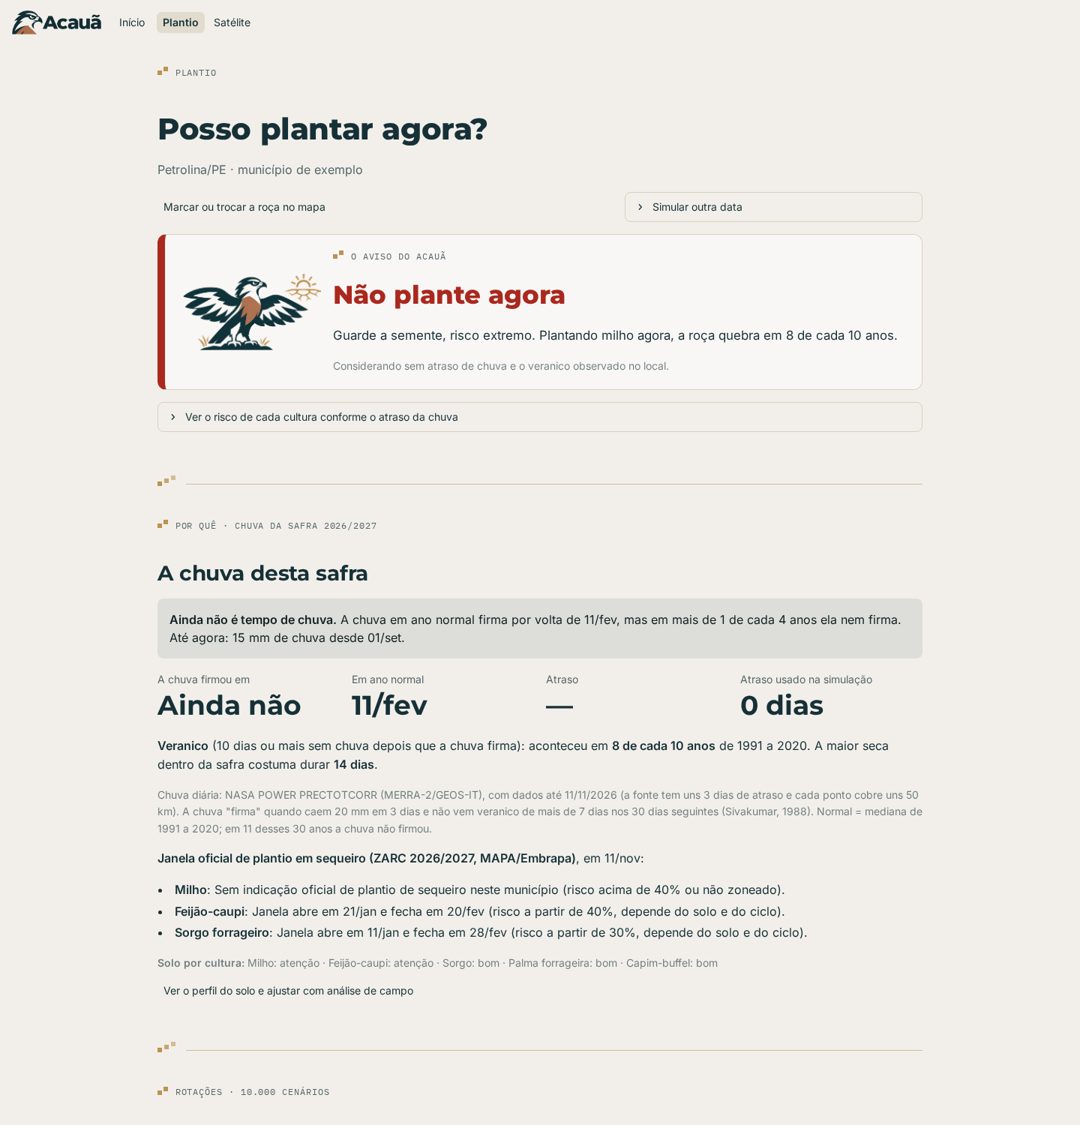 Acauã Início Plantio Satélite
PLANTIO
Posso plantar agora?
Petrolina/PE · município de exemplo
Marcar ou trocar a roça no mapa
Simular outra data
O AVISO DO ACAUÃ
Não plante agora
Guarde a semente, risco extremo. Plantando milho agora, a roça quebra em 8 de cada 10 anos.
Considerando sem atraso de chuva e o veranico observado no local.
Ver o risco de cada cultura conforme o atraso da chuva
POR QUÊ · CHUVA DA SAFRA 2026/2027
A chuva desta safra
Ainda não é tempo de chuva. A chuva em ano normal firma por volta de 11/fev, mas em mais de 1 de cada 4 anos ela nem firma.
Até agora: 15 mm de chuva desde 01/set.
A chuva firmou em
Ainda não
Em ano normal
11/fev
Atraso
—
Atraso usado na simulação
0 dias
Veranico (10 dias ou mais sem chuva depois que a chuva firma): aconteceu em 8 de cada 10 anos de 1991 a 2020. A maior seca
dentro da safra costuma durar 14 dias.
Chuva diária: NASA POWER PRECTOTCORR (MERRA-2/GEOS-IT), com dados até 11/11/2026 (a fonte tem uns 3 dias de atraso e cada ponto cobre uns 50
km). A chuva "firma" quando caem 20 mm em 3 dias e não vem veranico de mais de 7 dias nos 30 dias seguintes (Sivakumar, 1988). Normal = mediana de
1991 a 2020; em 11 desses 30 anos a chuva não firmou.
Janela oficial de plantio em sequeiro (ZARC 2026/2027, MAPA/Embrapa), em 11/nov:
• Milho: Sem indicação oficial de plantio de sequeiro neste município (risco acima de 40% ou não zoneado).
• Feijão-caupi: Janela abre em 21/jan e fecha em 20/fev (risco a partir de 40%, depende do solo e do ciclo).
• Sorgo forrageiro: Janela abre em 11/jan e fecha em 28/fev (risco a partir de 30%, depende do solo e do ciclo).
Solo por cultura: Milho: atenção · Feijão-caupi: atenção · Sorgo: bom · Palma forrageira: bom · Capim-buffel: bom
Ver o perfil do solo e ajustar com análise de campo
ROTAÇÕES · 10.000 CENÁRIOS